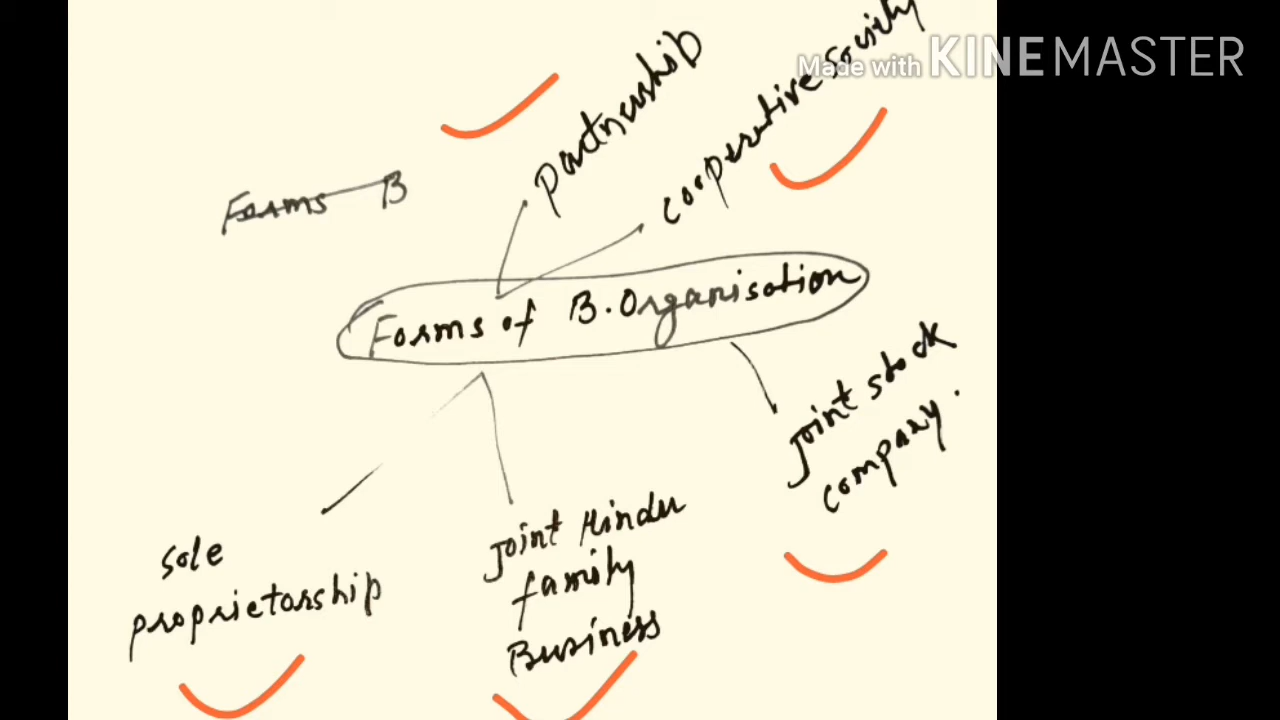 Partnership
Cooperative Society
Made with KINEMASTER
Forms B
Forms of B. Organisation
Joint stock
company.
Sole
proprietorship
Joint Hindu
family
Business